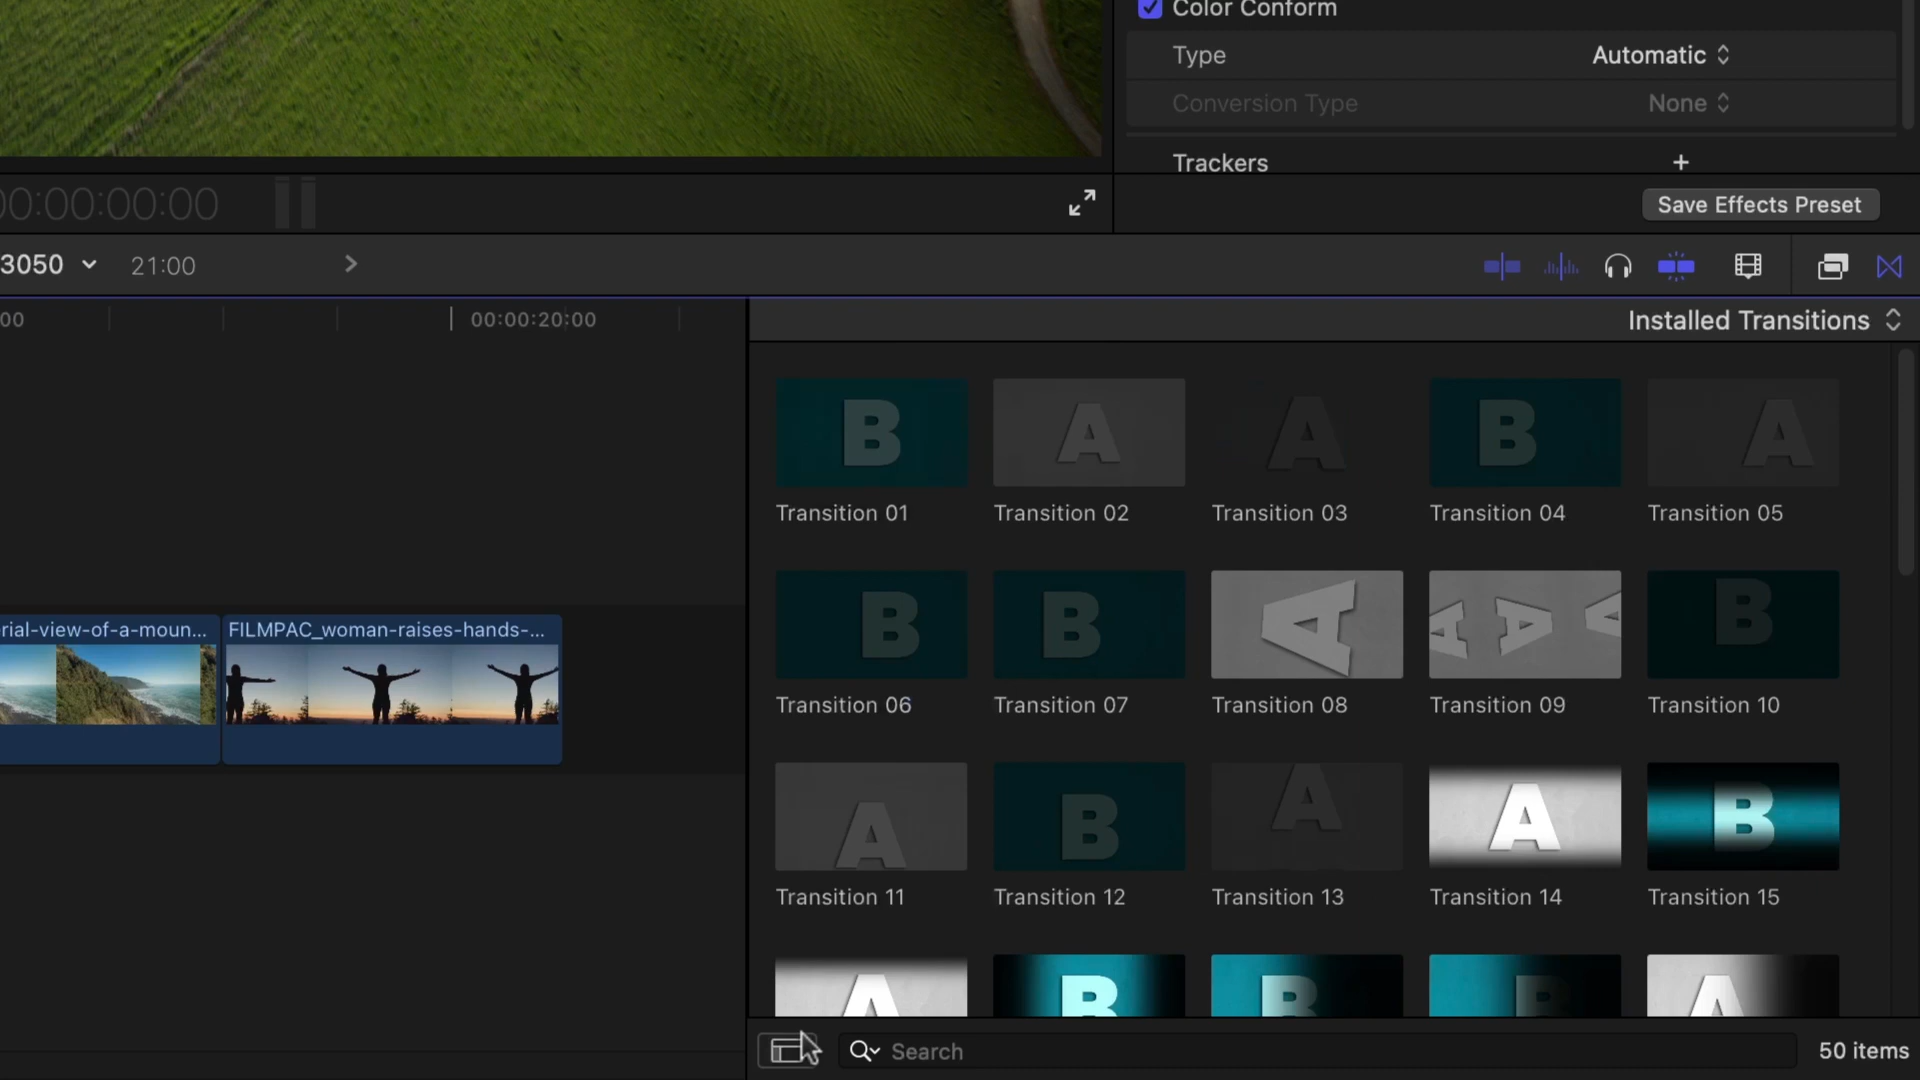 Color Conform
Type
Automatic
Conversion Type
None
Trackers
+
00:00:00:00
Save Effects Preset
3050
21:00
00
00:00:20:00
Installed Transitions
B
A
A
B
A
Transition 01
Transition 02
Transition 03
Transition 04
Transition 05
B
B
A
A A A
B
Transition 06
Transition 07
Transition 08
Transition 09
Transition 10
rial-view-of-a-moun...
FILMPAC_woman-raises-hands-...
A
B
A
A
B
Transition 11
Transition 12
Transition 13
Transition 14
Transition 15
A
B
B
B
A
Search
50 items